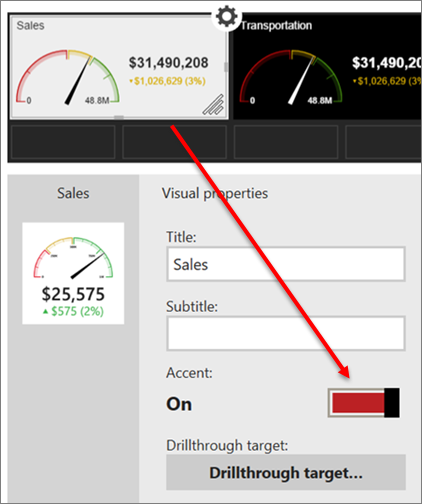 Sales
$31,490,208
▾$1,026,629 (3%)
0
48.8M
Transportation
$31,490,208
▾$1,026,629 (3%)
0
48.8M
Sales
$25,575
▲ $575 (2%)
Visual properties
Title:
Sales
Subtitle:
Accent:
On
Drillthrough target:
Drillthrough target...